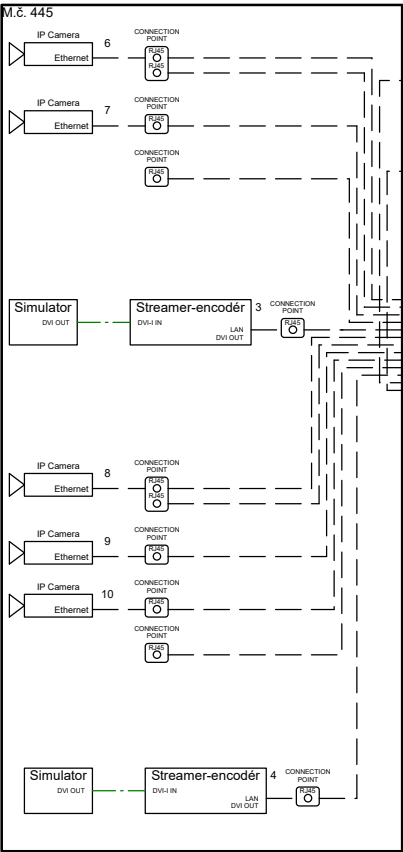 M.č. 445
IP Camera
Ethernet
6
CONNECTION
POINT
RJ45
RJ45
IP Camera
Ethernet
7
CONNECTION
POINT
RJ45
CONNECTION
POINT
RJ45
Simulator
DVI OUT
Streamer-encodér
DVI-I IN
LAN
DVI OUT
3
CONNECTION
POINT
RJ45
IP Camera
Ethernet
8
CONNECTION
POINT
RJ45
RJ45
IP Camera
Ethernet
9
CONNECTION
POINT
RJ45
IP Camera
Ethernet
10
CONNECTION
POINT
RJ45
CONNECTION
POINT
RJ45
Simulator
DVI OUT
Streamer-encodér
DVI-I IN
LAN
DVI OUT
4
CONNECTION
POINT
RJ45